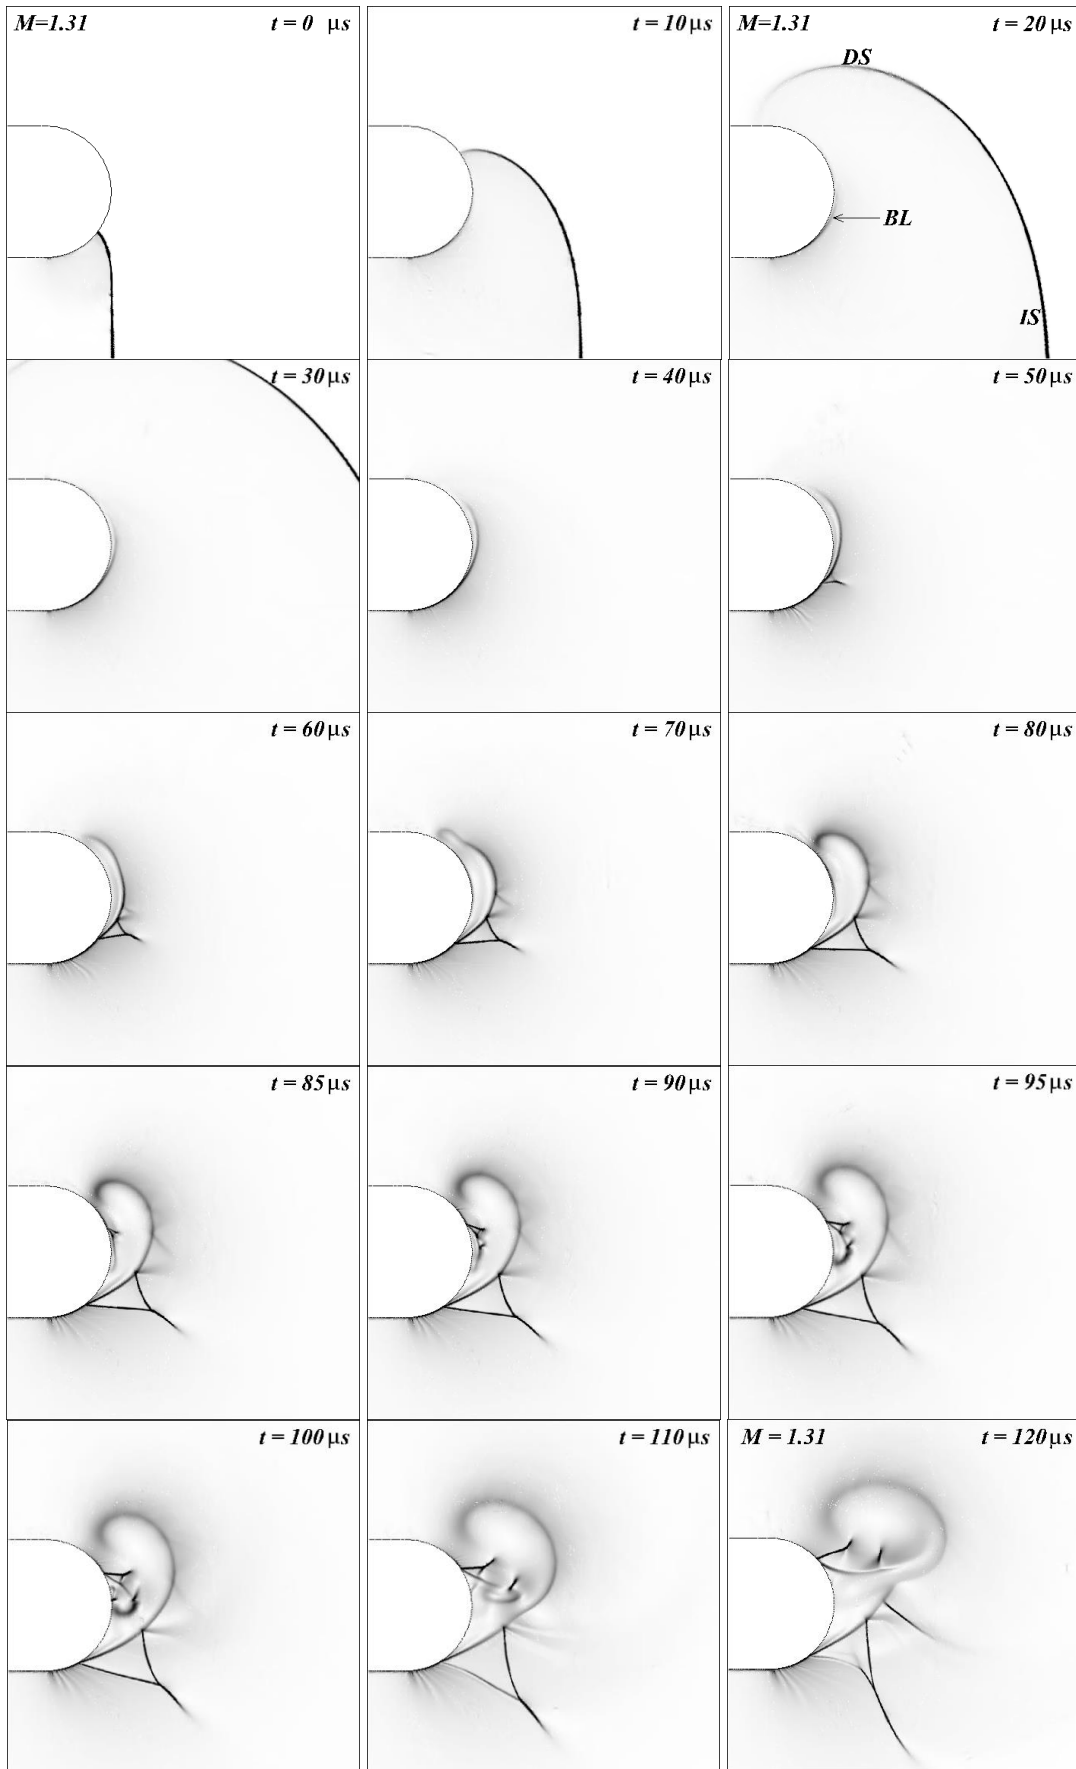 M=1.31 t = 0 μs
t = 10 μs
M=1.31 t = 20 μs
DS
BL
IS
t = 30 μs
t = 40 μs
t = 50 μs
t = 60 μs
t = 70 μs
t = 80 μs
t = 85 μs
t = 90 μs
t = 95 μs
t = 100 μs
t = 110 μs
M = 1.31 t = 120 μs